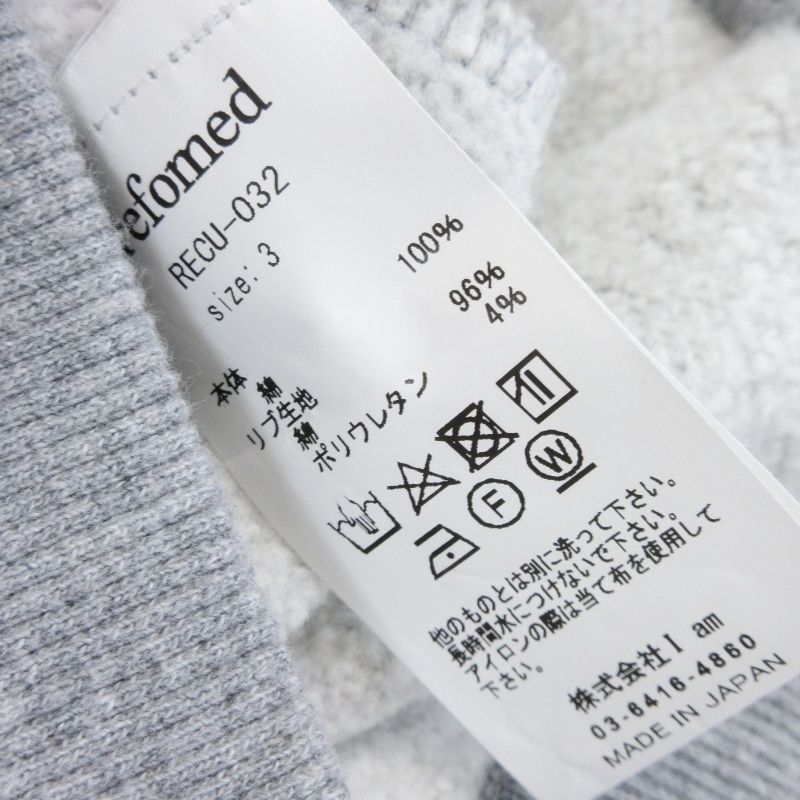 refomed
RECU-032
size: 3
本体
綿 100%
リブ生地
綿 96%
ポリウレタン 4%
F
W
他のものとは別に洗って下さい。
長時間水につけないで下さい。
アイロンの際は当て布を使用して
下さい。
株式会社I am
03-6416-4860
MADE IN JAPAN